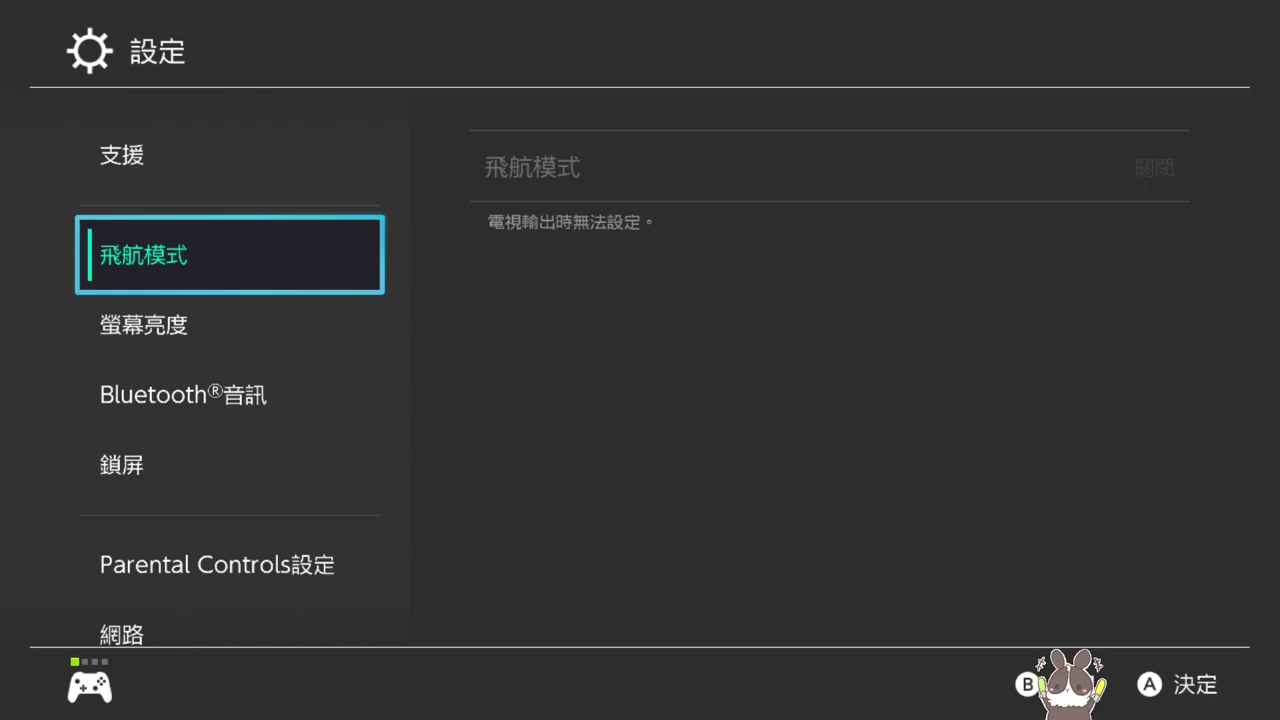 設定
支援
飛航模式
螢幕亮度
Bluetooth®音訊
鎖屏
Parental Controls設定
網路
飛航模式
關閉
電視輸出時無法設定。
B
A 決定